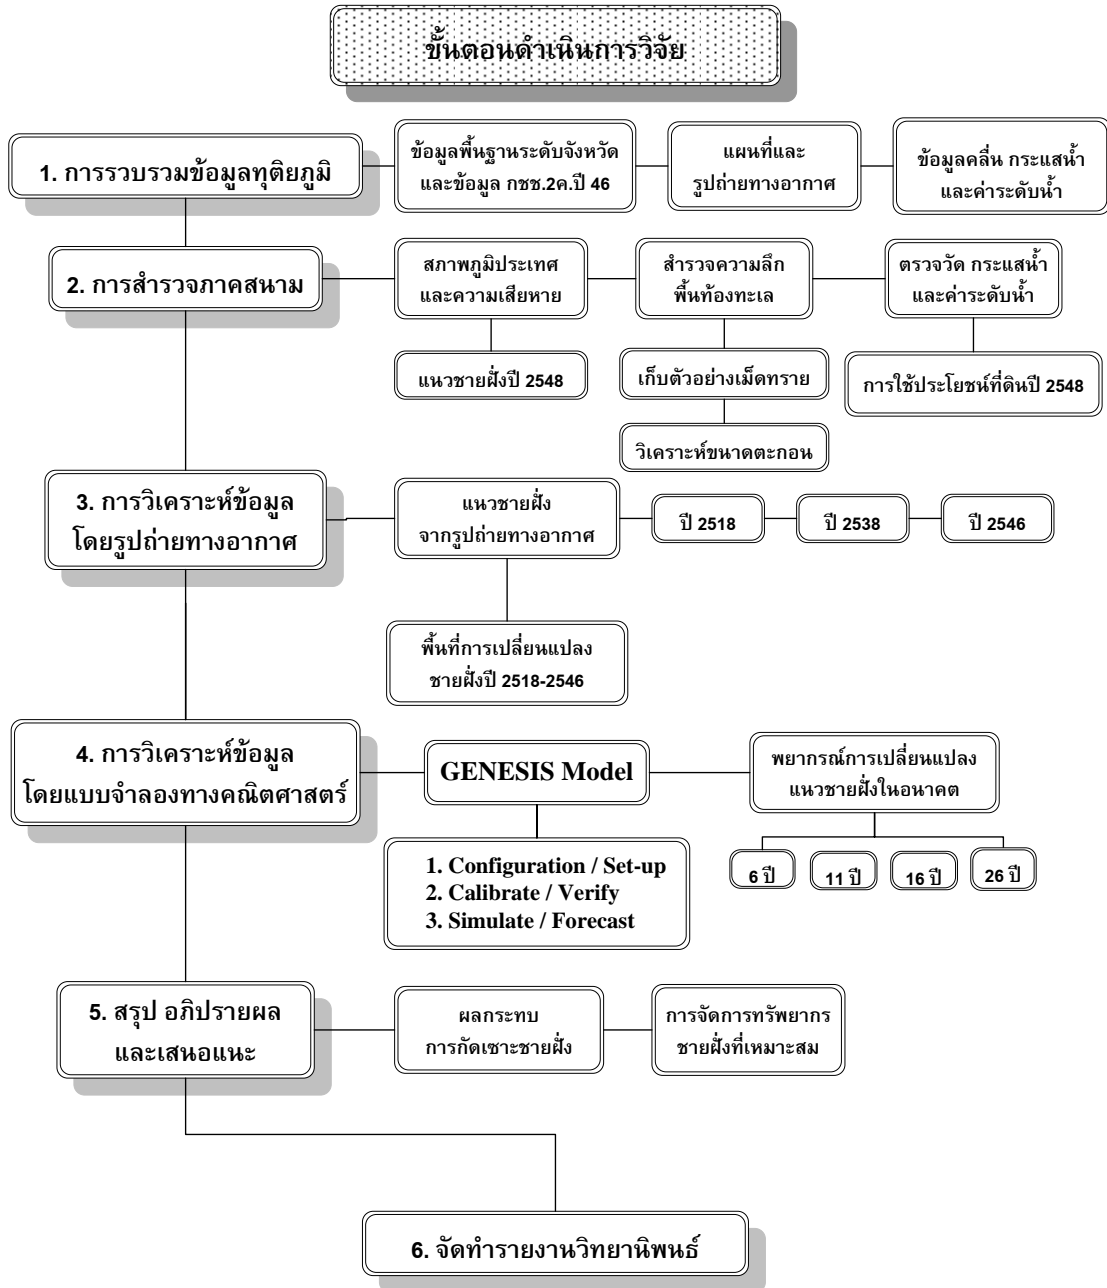 ขั้นตอนดำเนินการวิจัย
1. การรวบรวมข้อมูลทุติยภูมิ
ข้อมูลพื้นฐานระดับจังหวัด
และข้อมูล กชช.2ค.ปี 46
แผนที่และ
รูปถ่ายทางอากาศ
ข้อมูลคลื่น กระแสน้ำ
และค่าระดับน้ำ
2. การสำรวจภาคสนาม
สภาพภูมิประเทศ
และความเสียหาย
สำรวจความลึก
พื้นท้องทะเล
ตรวจวัด กระแสน้ำ
และค่าระดับน้ำ
แนวชายฝั่งปี 2548
เก็บตัวอย่างเม็ดทราย
การใช้ประโยชน์ที่ดินปี 2548
วิเคราะห์ขนาดตะกอน
3. การวิเคราะห์ข้อมูล
โดยรูปถ่ายทางอากาศ
แนวชายฝั่ง
จากรูปถ่ายทางอากาศ
ปี 2518
ปี 2538
ปี 2546
พื้นที่การเปลี่ยนแปลง
ชายฝั่งปี 2518-2546
4. การวิเคราะห์ข้อมูล
โดยแบบจำลองทางคณิตศาสตร์
GENESIS Model
พยากรณ์การเปลี่ยนแปลง
แนวชายฝั่งในอนาคต
1. Configuration / Set-up
2. Calibrate / Verify
3. Simulate / Forecast
6 ปี
11 ปี
16 ปี
26 ปี
5. สรุป อภิปรายผล
และเสนอแนะ
ผลกระทบ
การกัดเซาะชายฝั่ง
การจัดการทรัพยากร
ชายฝั่งที่เหมาะสม
6. จัดทำรายงานวิทยานิพนธ์